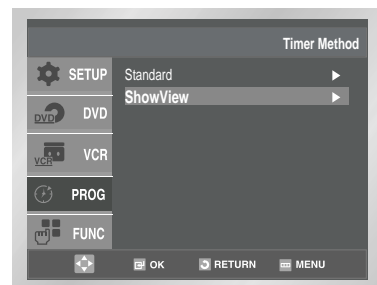 Timer Method
SETUP
Standard
ShowView
DVD DVD
VCR VCR
PROG
FUNC
OK RETURN MENU